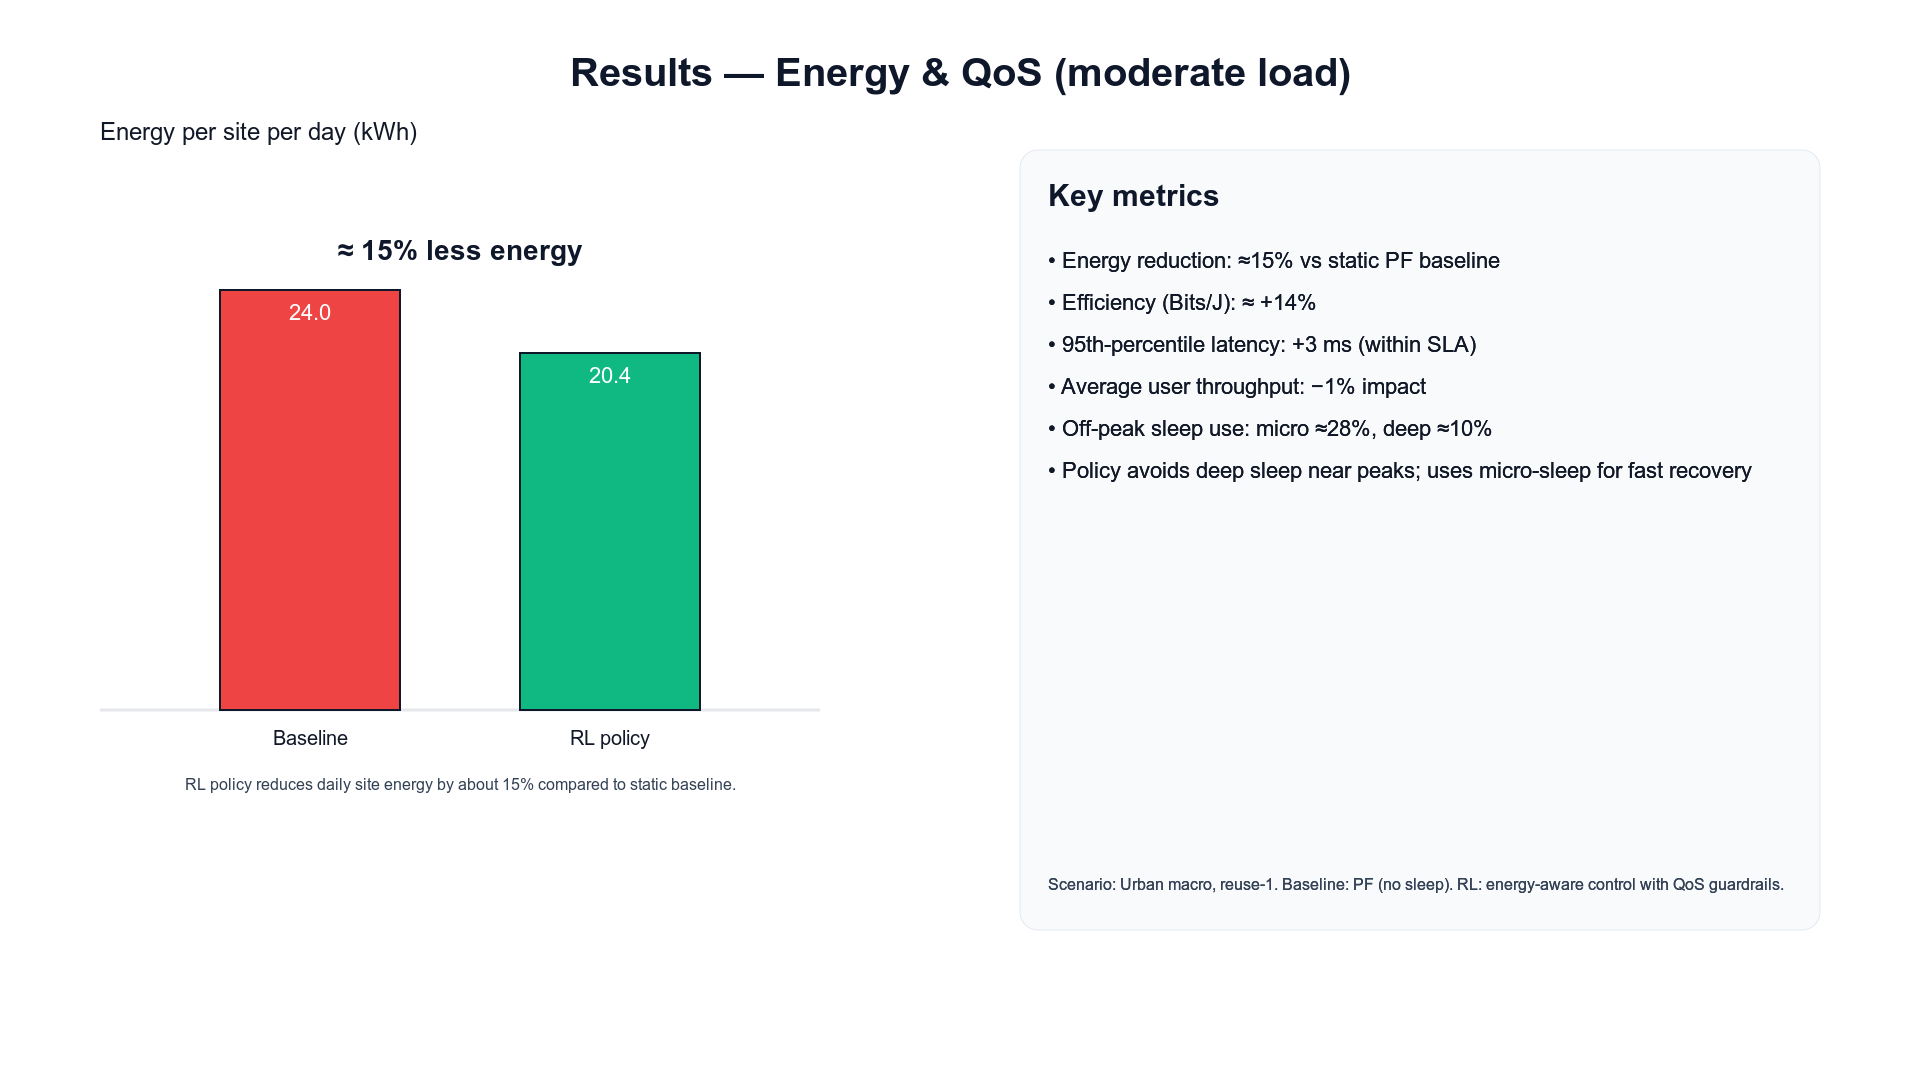 Results — Energy & QoS (moderate load)
Energy per site per day (kWh)
≈ 15% less energy
24.0
20.4
Baseline
RL policy
RL policy reduces daily site energy by about 15% compared to static baseline.
Key metrics
• Energy reduction: ≈15% vs static PF baseline
• Efficiency (Bits/J): ≈ +14%
• 95th-percentile latency: +3 ms (within SLA)
• Average user throughput: −1% impact
• Off-peak sleep use: micro ≈28%, deep ≈10%
• Policy avoids deep sleep near peaks; uses micro-sleep for fast recovery
Scenario: Urban macro, reuse-1. Baseline: PF (no sleep). RL: energy-aware control with QoS guardrails.